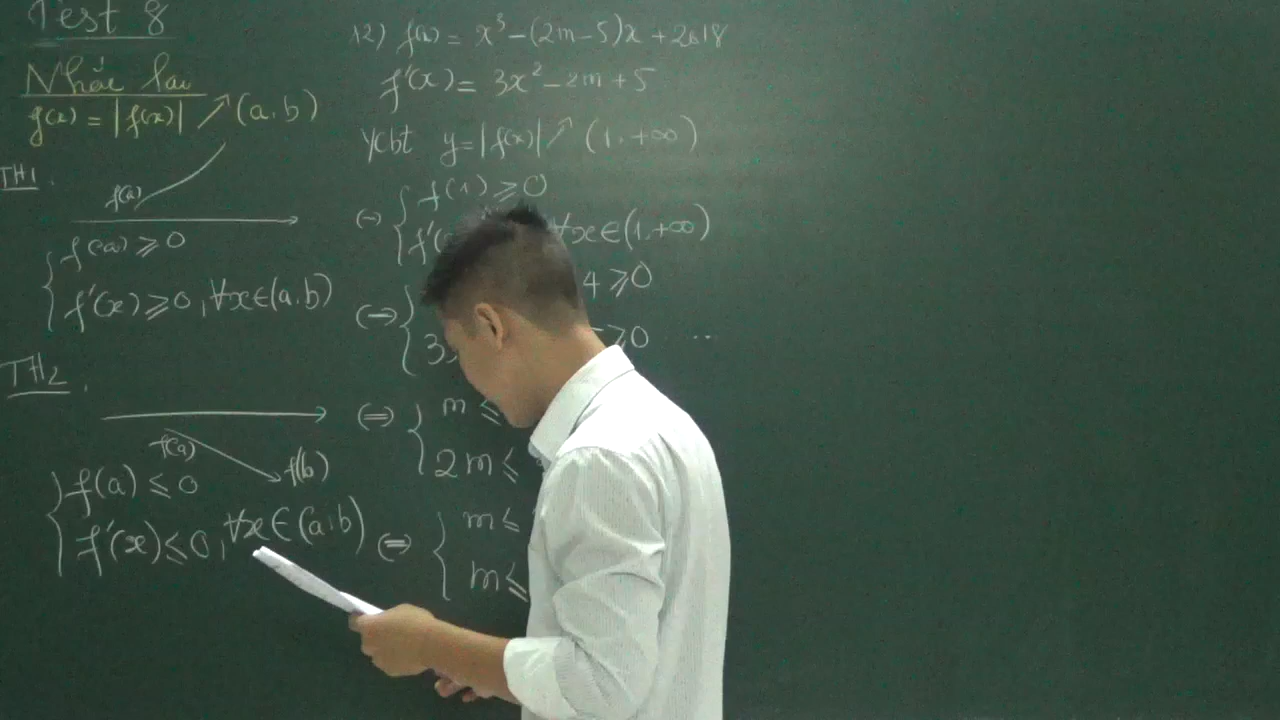 Test 8
Nhắc lại
g(x) = |f(x)| ↗ (a, b)
TH1.
f(a)
{ f(a) ⩾ 0
f'(x) ⩾ 0, ∀x∈(a,b)
TH2.
f(a)
f(b)
{ f(a) ⩽ 0
f'(x) ⩽ 0, ∀x∈(a,b)
12) f(x) = x³ - (2m-5)x + 2018
f'(x) = 3x² - 2m + 5
Ycbt y = |f(x)| ↗ (1, +∞)
⇔ { f(1) ⩾ 0
f'( ∀x∈(1, +∞)
⇔ { 4 ⩾ 0
3 ⩾ 0 ...
⇔ { m ⩽
2m ⩽
⇔ { m ⩽
m ⩽